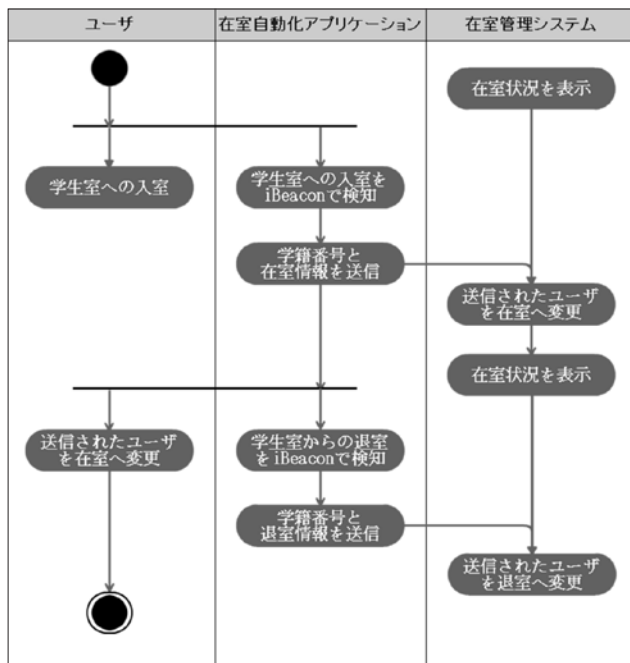 ユーザ
在室自動化アプリケーション
在室管理システム
在室状況を表示
学生室への入室
学生室への入室を
iBeaconで検知
学籍番号と
在室情報を送信
送信されたユーザ
を在室へ変更
在室状況を表示
送信されたユーザ
を在室へ変更
学生室からの退室
をiBeaconで検知
学籍番号と
退室情報を送信
送信されたユーザ
を退室へ変更